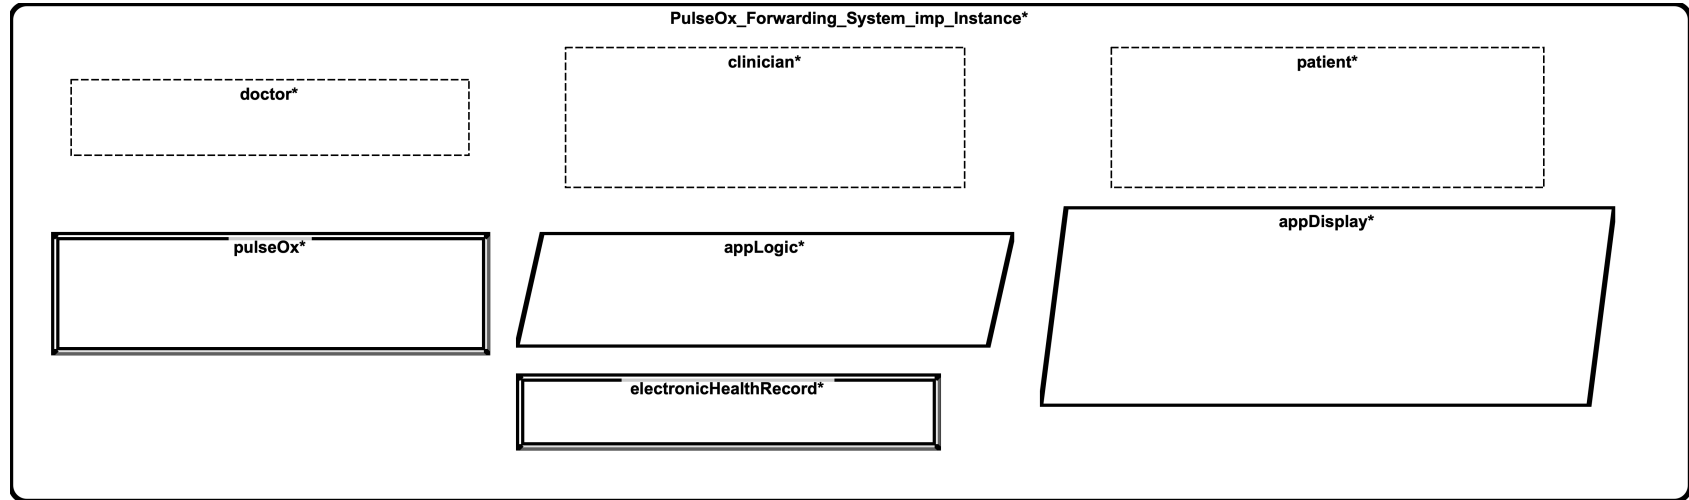 PulseOx_Forwarding_System_imp_Instance*
doctor*
clinician*
patient*
pulseOx*
appLogic*
appDisplay*
electronicHealthRecord*